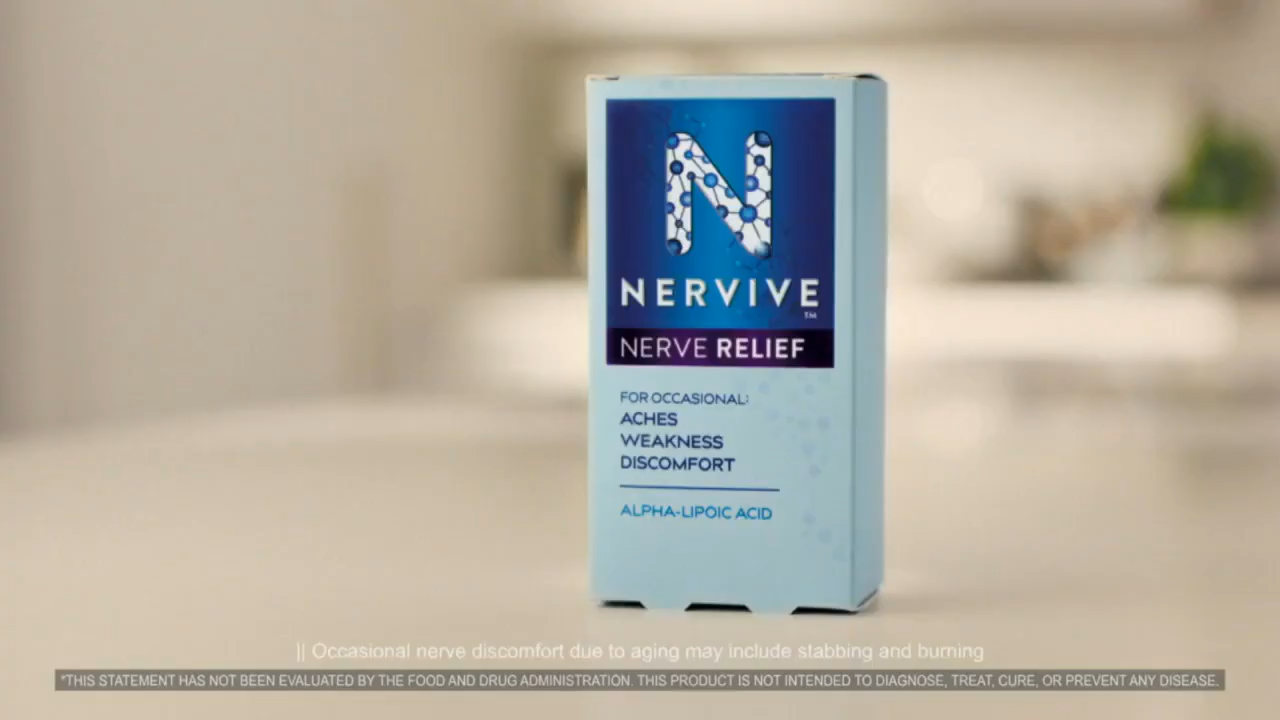 N
NERVIVE
TM
NERVE RELIEF
FOR OCCASIONAL:
ACHES
WEAKNESS
DISCOMFORT
ALPHA-LIPOIC ACID
|| Occasional nerve discomfort due to aging may include stabbing and burning
*THIS STATEMENT HAS NOT BEEN EVALUATED BY THE FOOD AND DRUG ADMINISTRATION. THIS PRODUCT IS NOT INTENDED TO DIAGNOSE, TREAT, CURE, OR PREVENT ANY DISEASE.